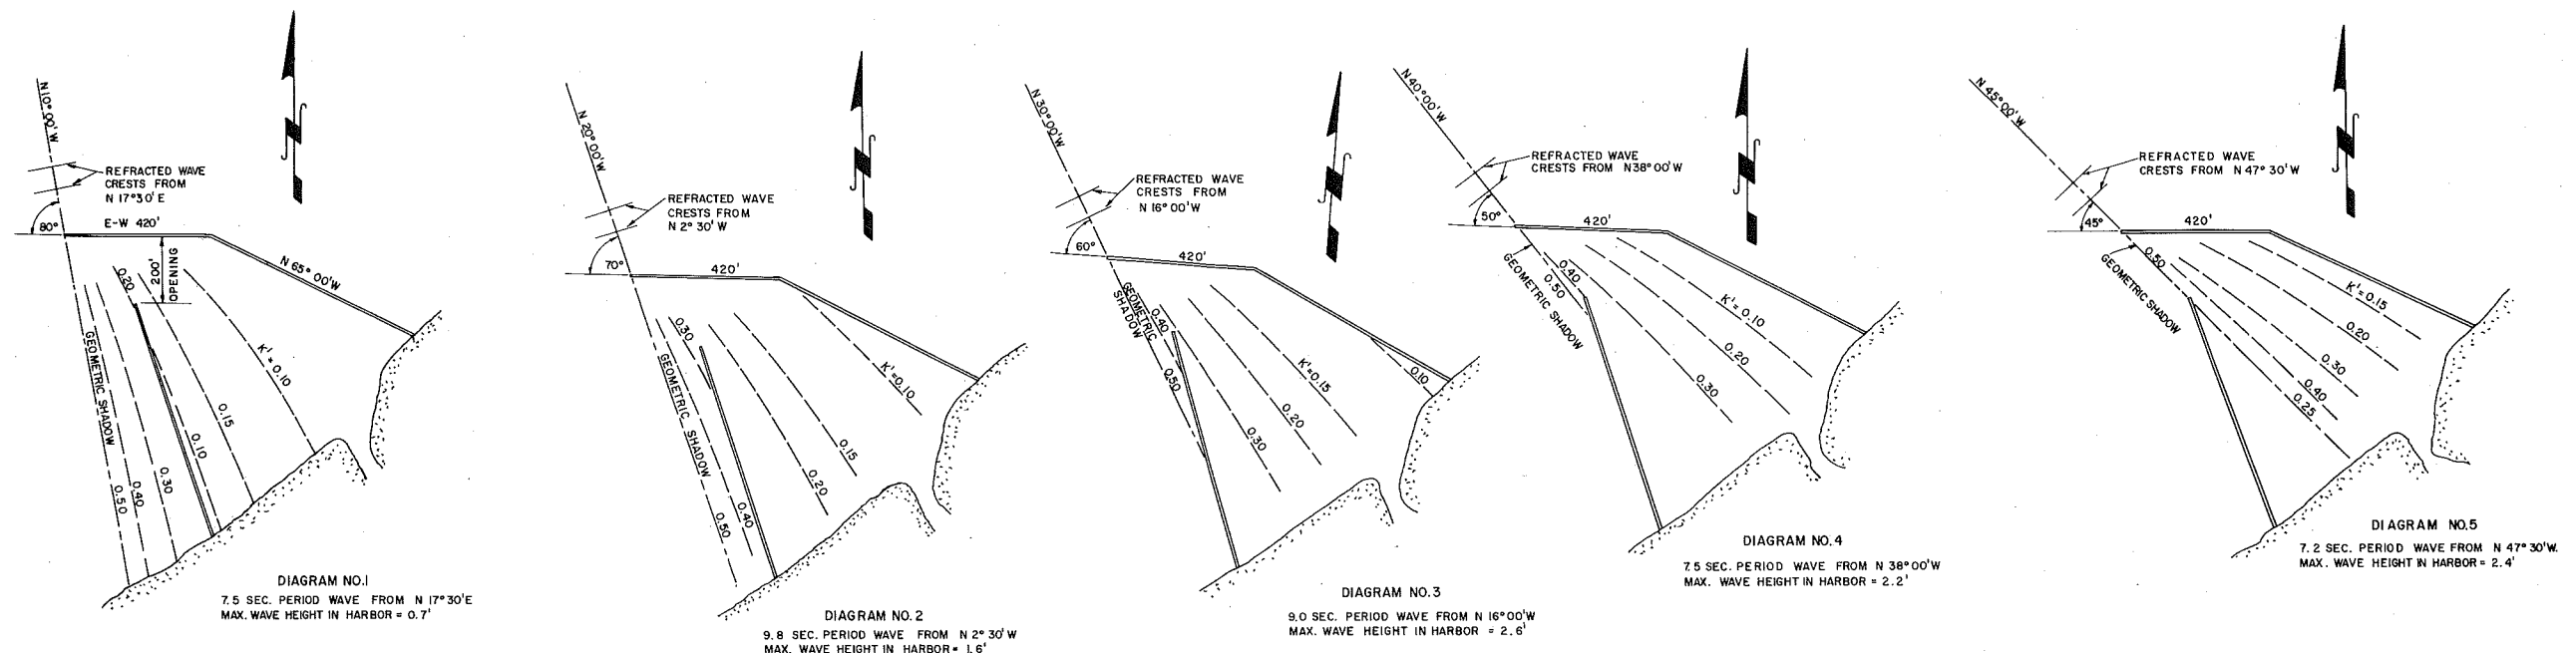 N 10° 00' W
REFRACTED WAVE
CRESTS FROM
N 17° 30' E
80°
E-W 420'
200'
OPENING
N 65° 00' W
0.20
GEOMETRIC SHADOW
K' = 0.10
0.15
0.10
0.30
0.40
0.50
DIAGRAM NO. 1
7.5 SEC. PERIOD WAVE FROM N 17° 30' E
MAX. WAVE HEIGHT IN HARBOR = 0.7'
N 20° 00' W
REFRACTED WAVE
CRESTS FROM
N 2° 30' W
70°
420'
0.30
GEOMETRIC SHADOW
K' = 0.10
0.15
0.20
0.40
0.50
DIAGRAM NO. 2
9.8 SEC. PERIOD WAVE FROM N 2° 30' W
MAX. WAVE HEIGHT IN HARBOR = 1.6'
N 30° 00' W
REFRACTED WAVE
CRESTS FROM
N 16° 00' W
60°
420'
GEOMETRIC
SHADOW
0.40
0.50
K' = 0.15
0.10
0.20
0.30
DIAGRAM NO. 3
9.0 SEC. PERIOD WAVE FROM N 16° 00' W
MAX. WAVE HEIGHT IN HARBOR = 2.6'
N 40° 00' W
REFRACTED WAVE
CRESTS FROM N 38° 00' W
50°
420'
0.40
0.50
GEOMETRIC SHADOW
K' = 0.10
0.20
0.30
DIAGRAM NO. 4
7.5 SEC. PERIOD WAVE FROM N 38° 00' W
MAX. WAVE HEIGHT IN HARBOR = 2.2'
N 45° 00' W
REFRACTED WAVE
CRESTS FROM N 47° 30' W
45°
420'
0.50
GEOMETRIC SHADOW
K' = 0.15
0.20
0.30
0.40
0.25
DIAGRAM NO. 5
7.2 SEC. PERIOD WAVE FROM N 47° 30' W.
MAX. WAVE HEIGHT IN HARBOR = 2.4'